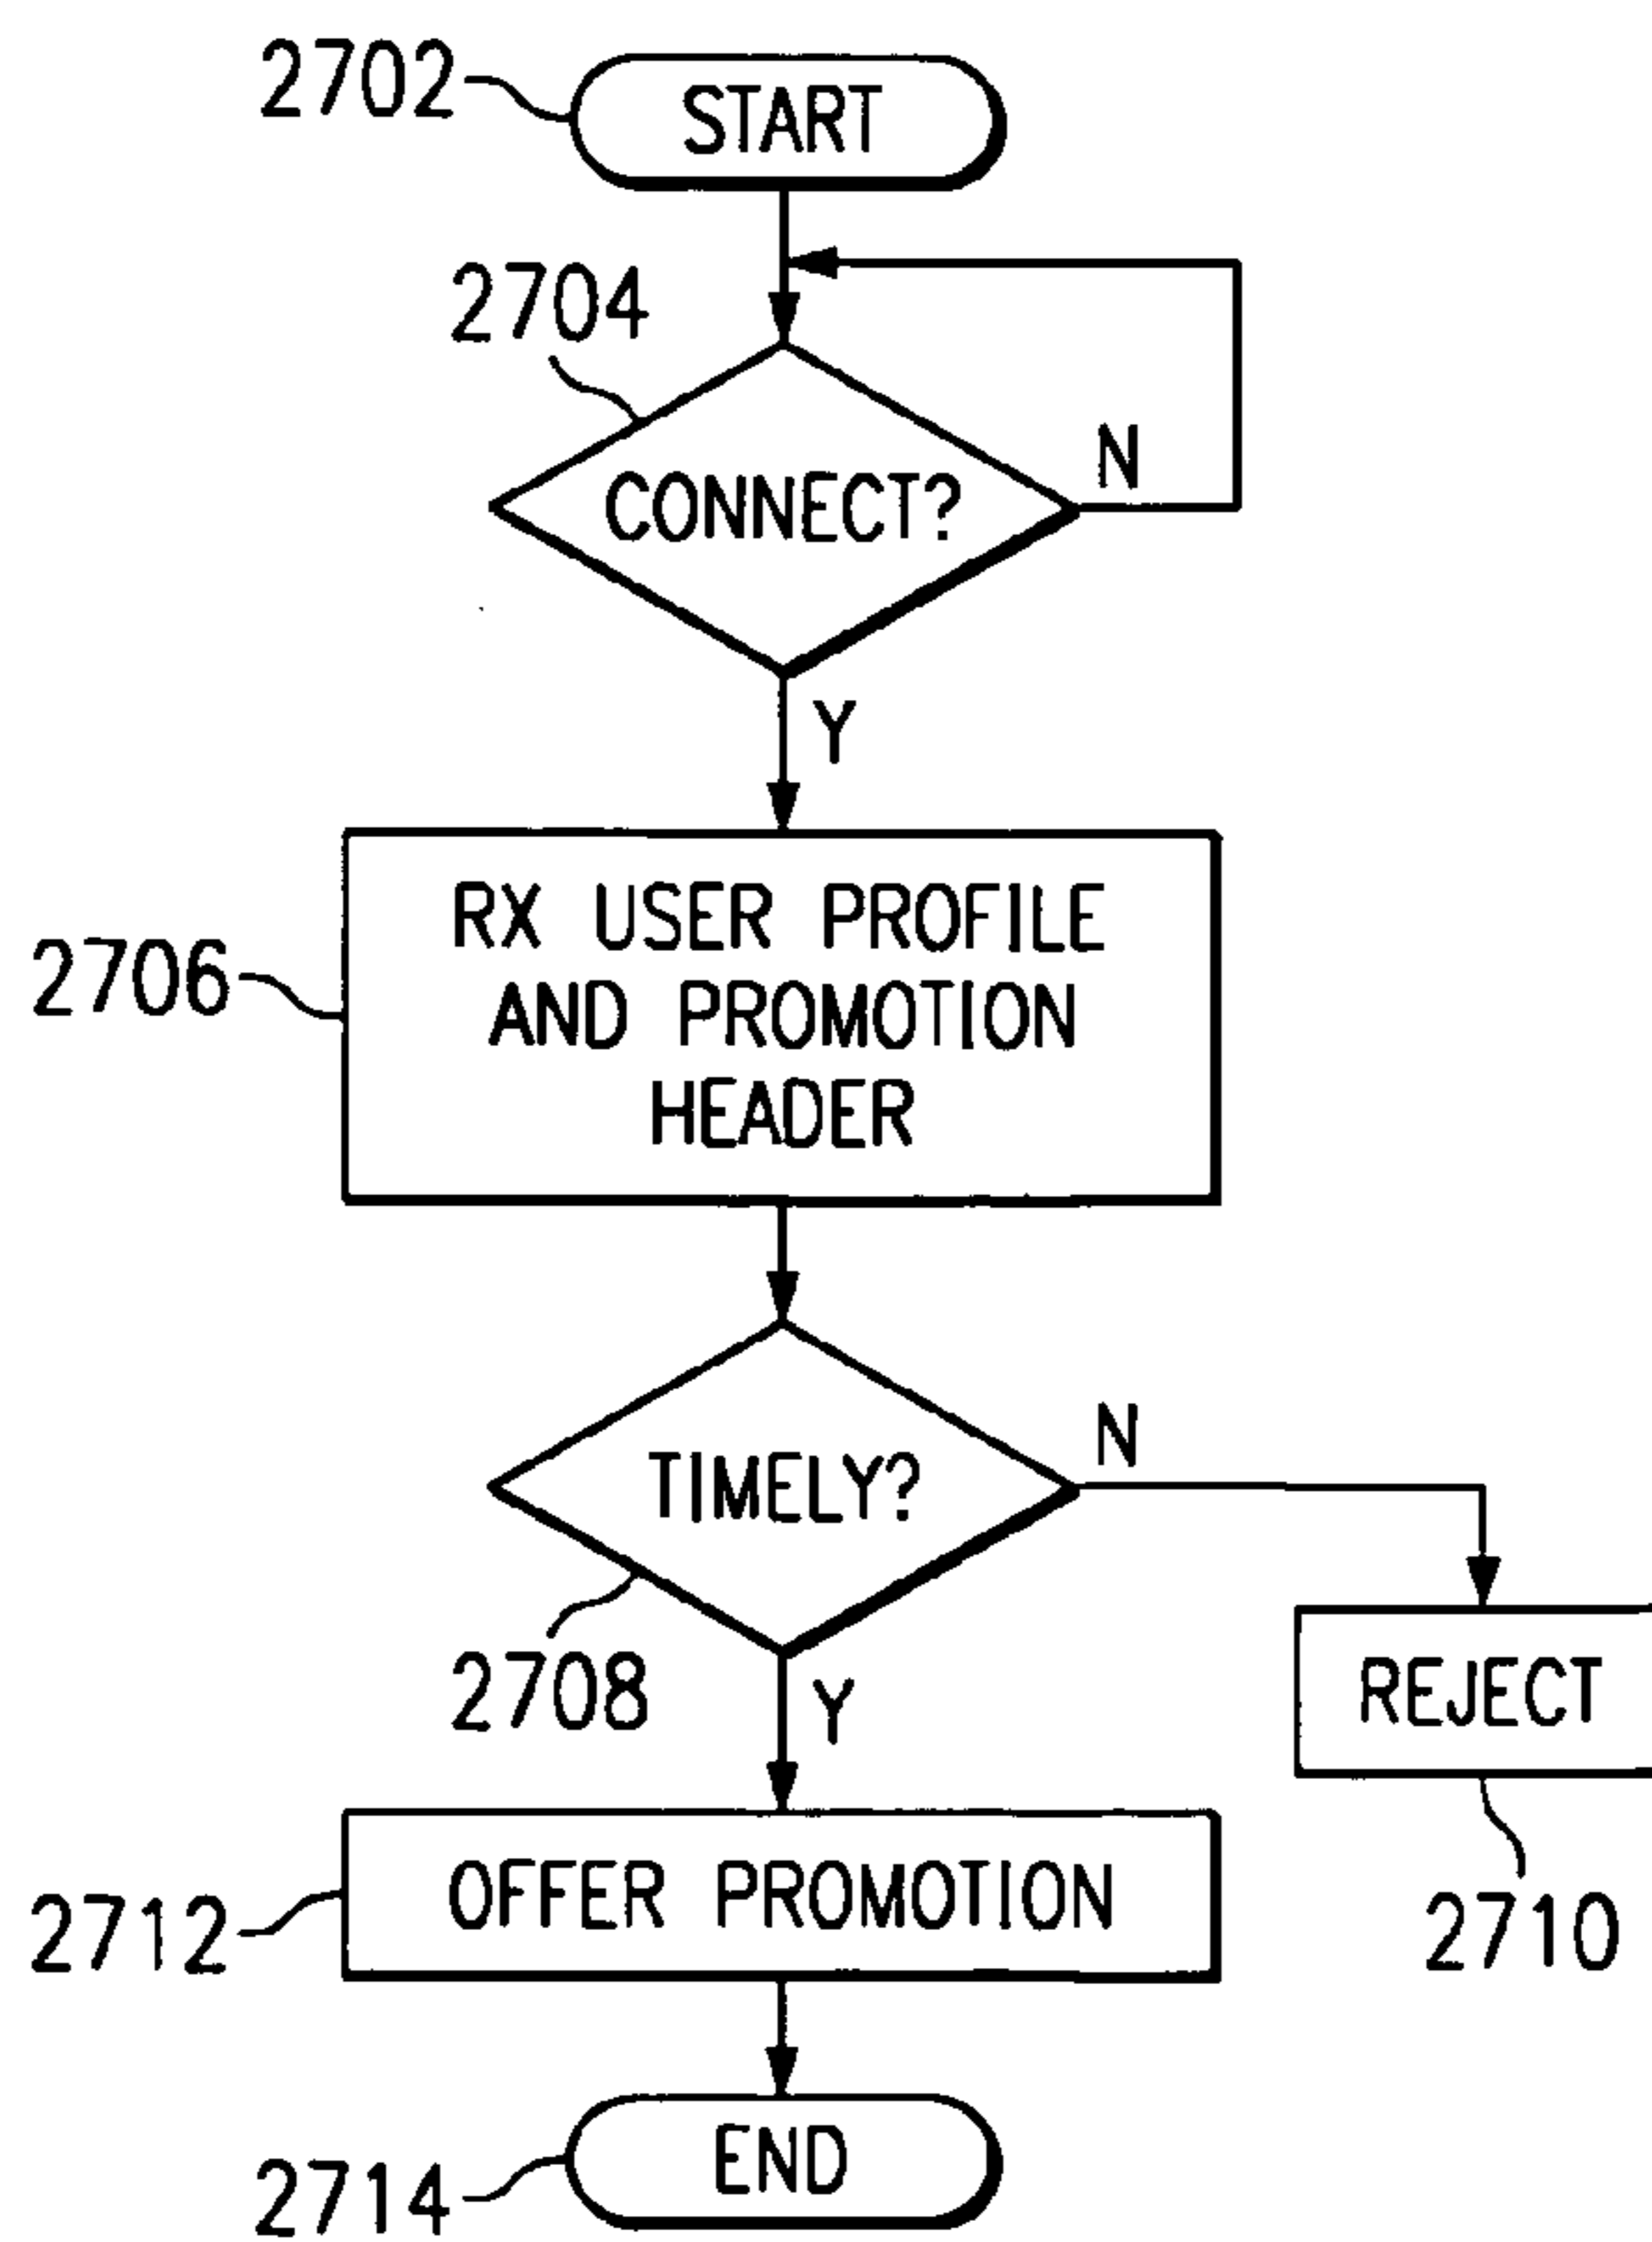 2702
START
2704
N
CONNECT?
Y
RX USER PROFILE
AND PROMOTION
HEADER
2706
N
TIMELY?
2708
Y
REJECT
OFFER PROMOTION
2712
2710
END
2714